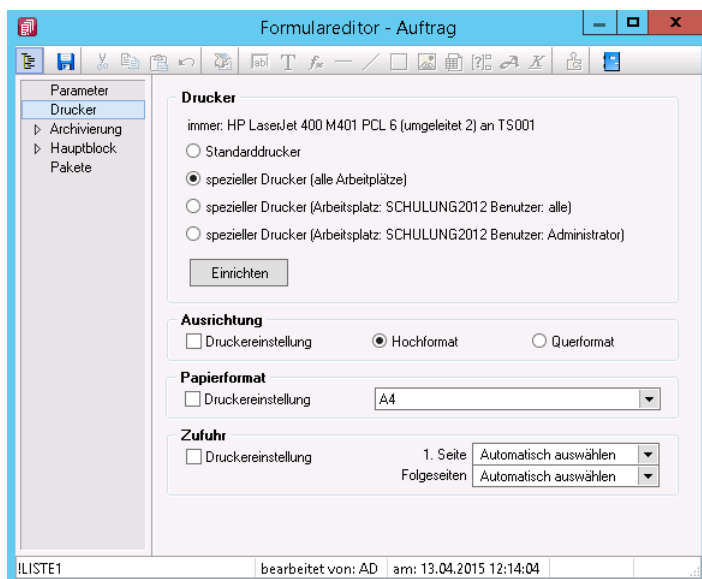 Formulareditor - Auftrag
Parameter
Drucker
Archivierung
Hauptblock
Pakete
Drucker
immer: HP LaserJet 400 M401 PCL 6 (umgeleitet 2) an TS001
Standarddrucker
spezieller Drucker (alle Arbeitplätze)
spezieller Drucker (Arbeitsplatz: SCHULUNG2012 Benutzer: alle)
spezieller Drucker (Arbeitsplatz: SCHULUNG2012 Benutzer: Administrator)
Einrichten
Ausrichtung
Druckereinstellung Hochformat Querformat
Papierformat
Druckereinstellung A4
Zufuhr
Druckereinstellung 1. Seite Automatisch auswählen
Folgeseiten Automatisch auswählen
!LISTE1 bearbeitet von: AD am: 13.04.2015 12:14:04